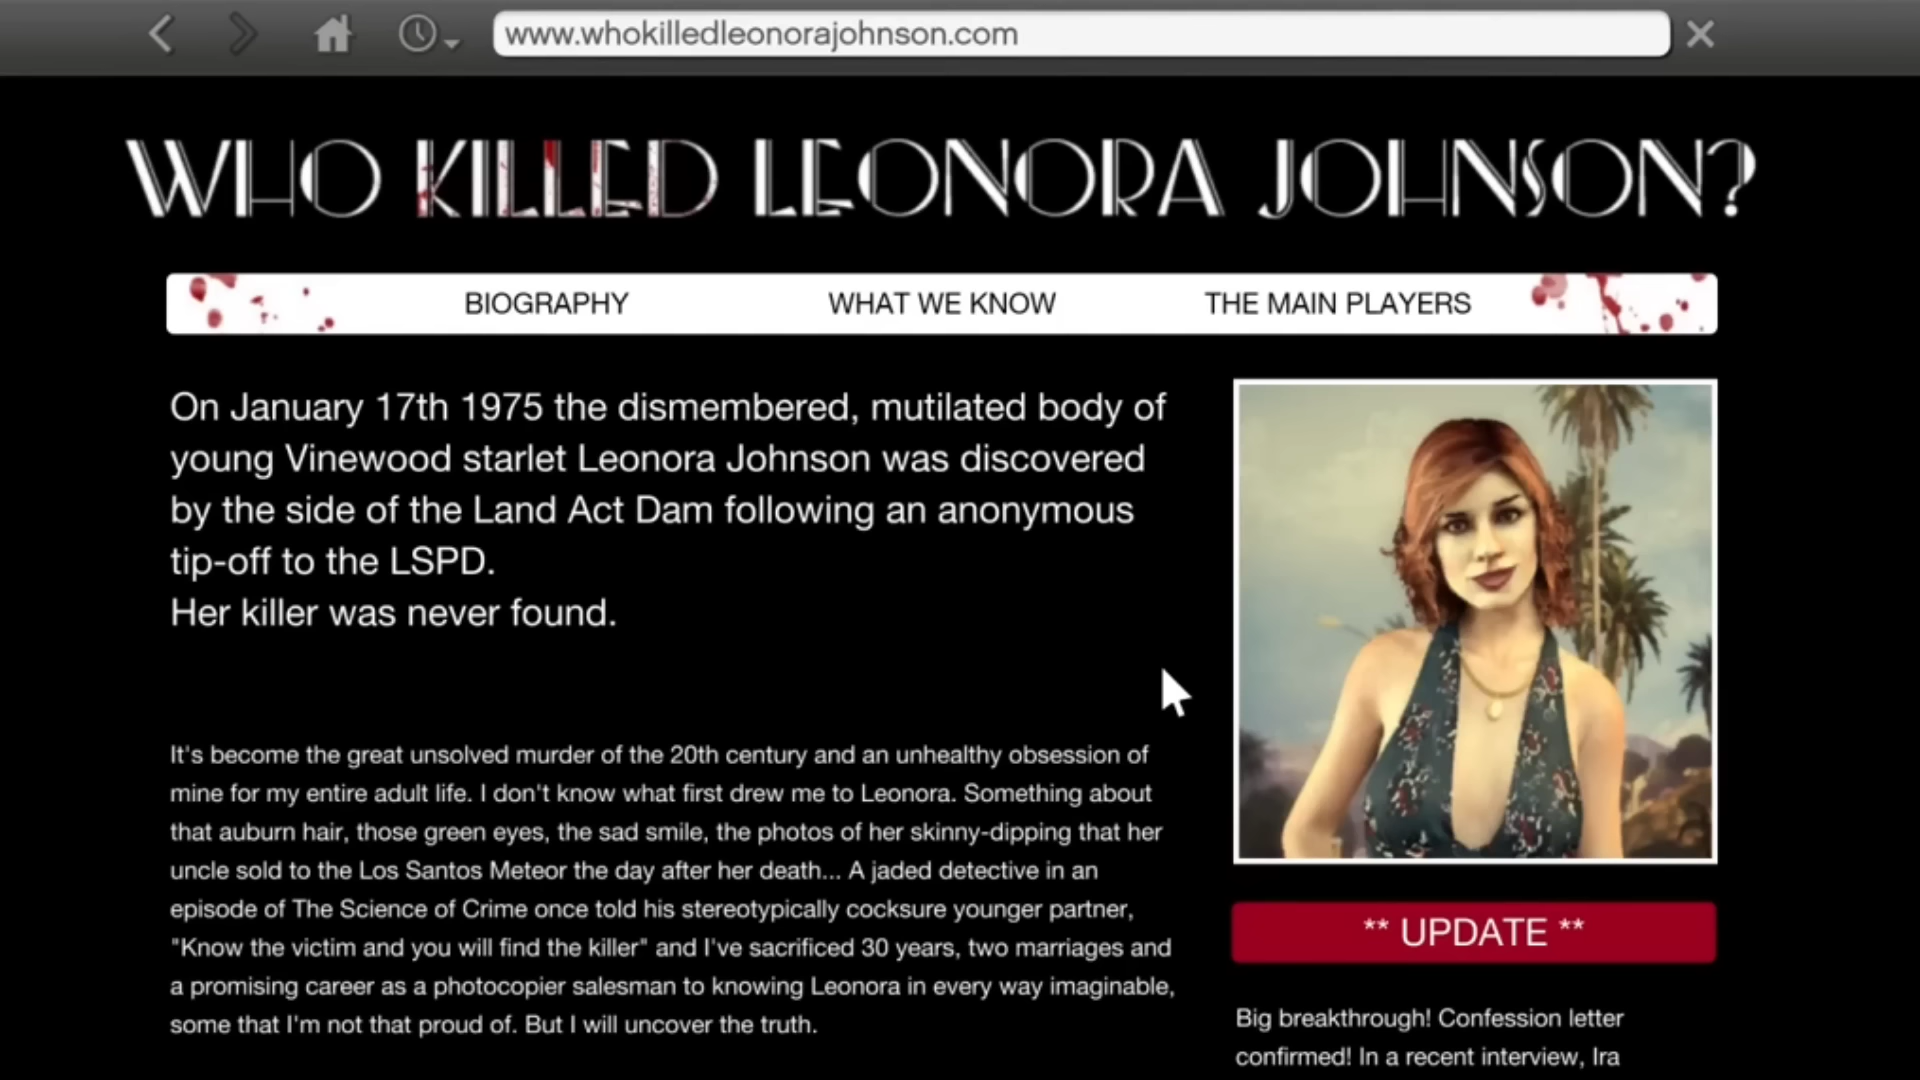 www.whokilledleonorajohnson.com
WHO KILLED LEONORA JOHNSON?
BIOGRAPHY
WHAT WE KNOW
THE MAIN PLAYERS
On January 17th 1975 the dismembered, mutilated body of
young Vinewood starlet Leonora Johnson was discovered
by the side of the Land Act Dam following an anonymous
tip-off to the LSPD.
Her killer was never found.
It's become the great unsolved murder of the 20th century and an unhealthy obsession of
mine for my entire adult life. I don't know what first drew me to Leonora. Something about
that auburn hair, those green eyes, the sad smile, the photos of her skinny-dipping that her
uncle sold to the Los Santos Meteor the day after her death... A jaded detective in an
episode of The Science of Crime once told his stereotypically cocksure younger partner,
"Know the victim and you will find the killer" and I've sacrificed 30 years, two marriages and
a promising career as a photocopier salesman to knowing Leonora in every way imaginable,
some that I'm not that proud of. But I will uncover the truth.
** UPDATE **
Big breakthrough! Confession letter
confirmed! In a recent interview, Ira